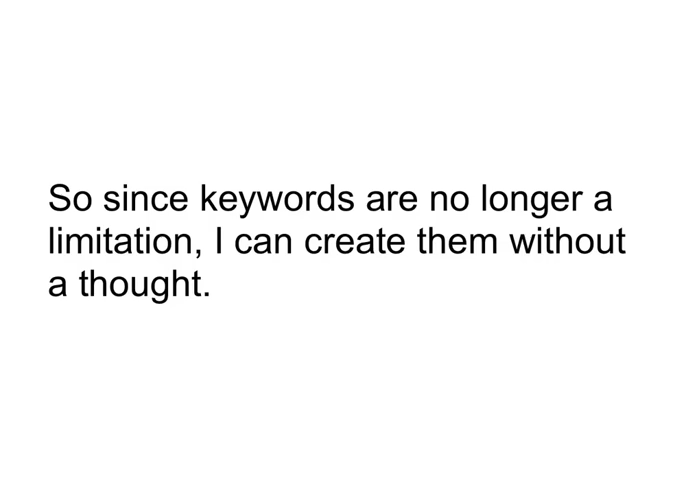 So since keywords are no longer a
limitation, I can create them without
a thought.